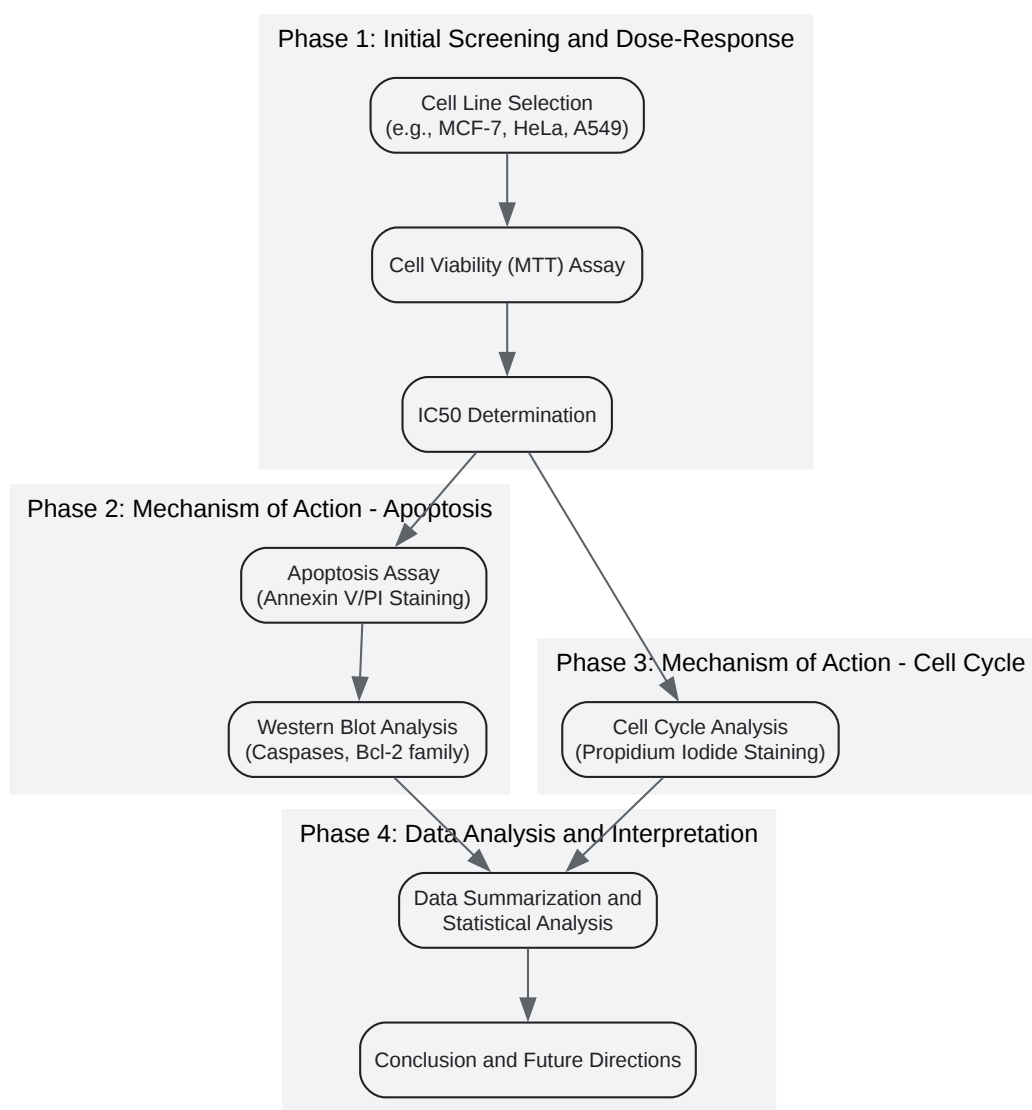 Phase 1: Initial Screening and Dose-Response
Cell Line Selection
(e.g., MCF-7, HeLa, A549)
Cell Viability (MTT) Assay
IC50 Determination
Phase 2: Mechanism of Action - Apoptosis
Apoptosis Assay
(Annexin V/PI Staining)
Western Blot Analysis
(Caspases, Bcl-2 family)
Phase 3: Mechanism of Action - Cell Cycle
Cell Cycle Analysis
(Propidium Iodide Staining)
Phase 4: Data Analysis and Interpretation
Data Summarization and
Statistical Analysis
Conclusion and Future Directions